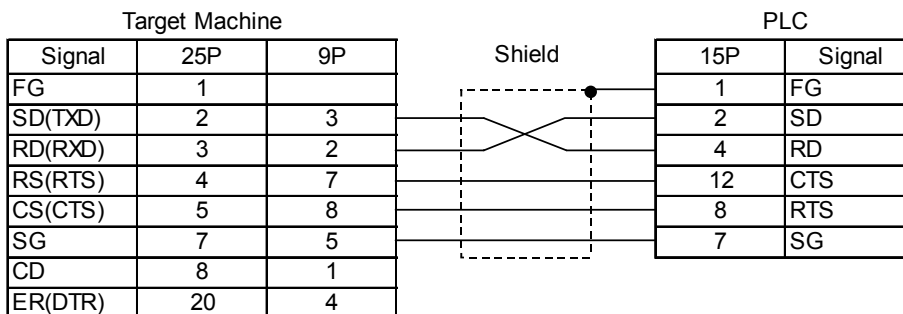 Target Machine PLC
Signal 25P 9P Shield 15P Signal
FG 1 1 FG
SD(TXD) 2 3 2 SD
RD(RXD) 3 2 4 RD
RS(RTS) 4 7 12 CTS
CS(CTS) 5 8 8 RTS
SG 7 5 7 SG
CD 8 1
ER(DTR) 20 4